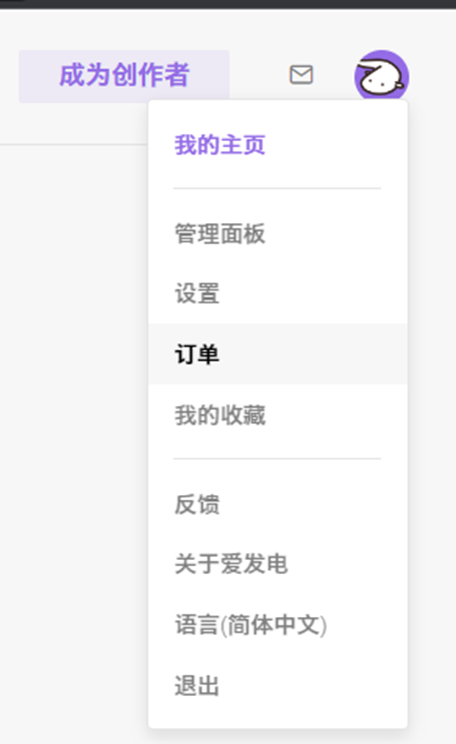 成为创作者
我的主页
管理面板
设置
订单
我的收藏
反馈
关于爱发电
语言(简体中文)
退出